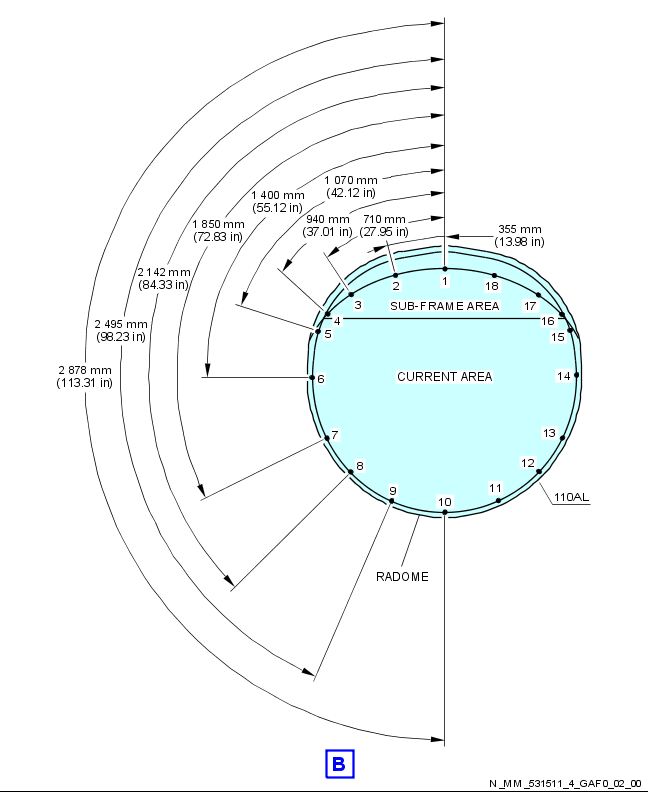 1 070 mm
(42.12 in)
1 400 mm
(55.12 in)
940 mm
(37.01 in)
710 mm
(27.95 in)
355 mm
(13.98 in)
1 850 mm
(72.83 in)
2 142 mm
(84.33 in)
2 495 mm
(98.23 in)
2 878 mm
(113.31 in)
1
2
18
3
17
SUB-FRAME AREA
4
16
5
15
6
CURRENT AREA
14
7
13
8
12
9
11
10
110AL
RADOME
B
N_MM_531511_4_GAF0_02_00